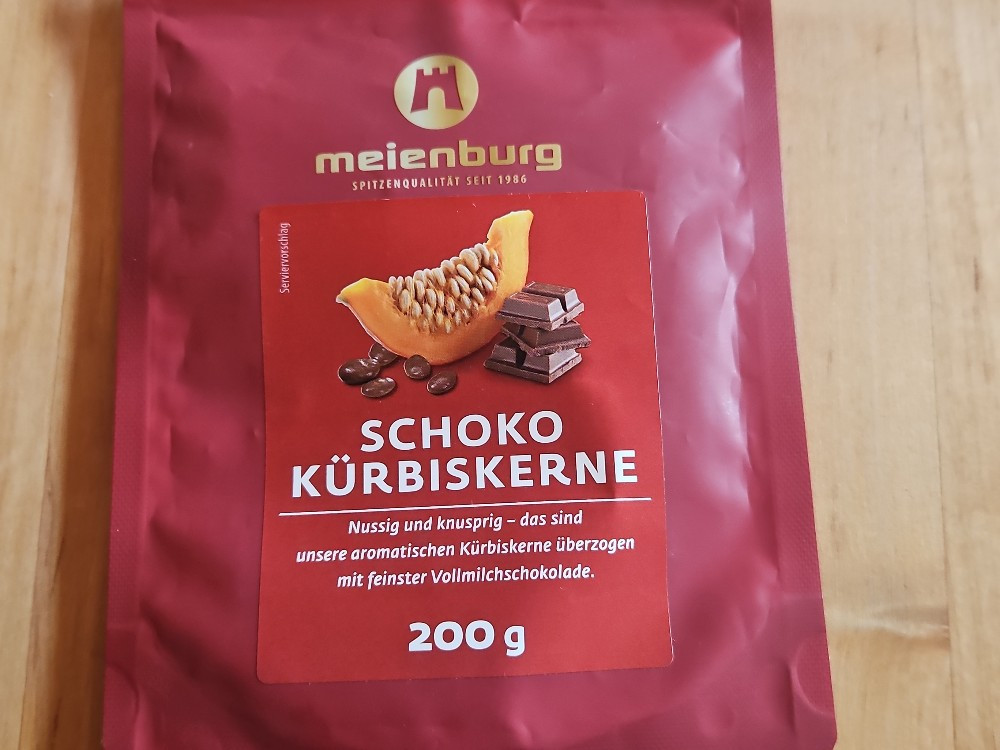 meienburg
SPITZENQUALITÄT SEIT 1986
Serviervorschlag
SCHOKO
KÜRBISKERNE
Nussig und knusprig – das sind
unsere aromatischen Kürbiskerne überzogen
mit feinster Vollmilchschokolade.
200 g